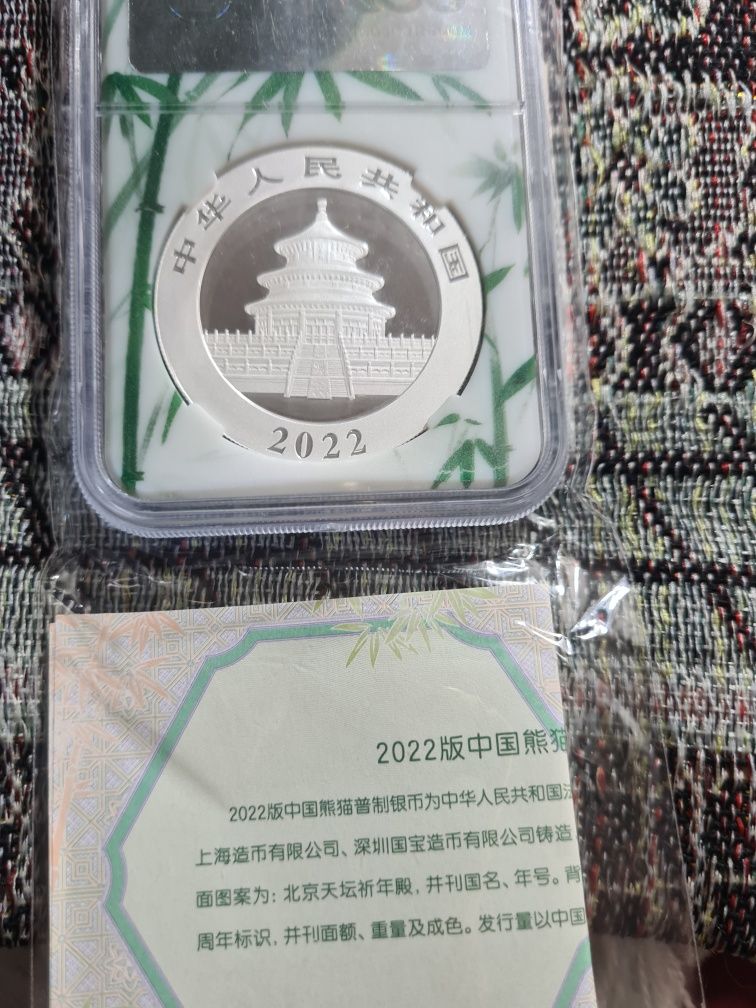 中华人民共和国
2022
2022版中国熊猫
2022版中国熊猫普制银币为中华人民共和国法
上海造币有限公司、深圳国宝造币有限公司铸造
面图案为：北京天坛祈年殿，并刊国名、年号。背
周年标识，并刊面额、重量及成色。发行量以中国